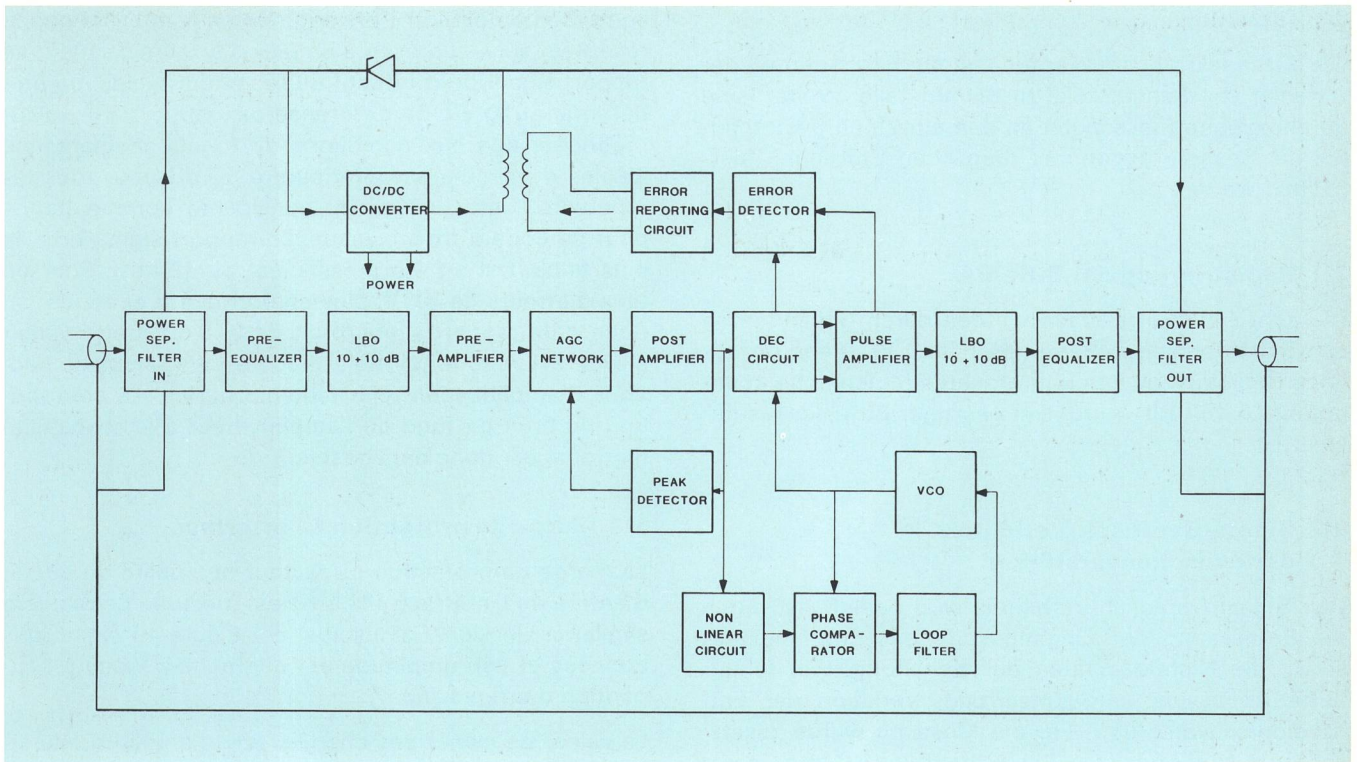 DC/DC
CONVERTER
POWER
ERROR
REPORTING
CIRCUIT
ERROR
DETECTOR
POWER
SEP.
FILTER
IN
PRE-
EQUALIZER
LBO
10 + 10 dB
PRE-
AMPLIFIER
AGC
NETWORK
POST
AMPLIFIER
DEC
CIRCUIT
PULSE
AMPLIFIER
LBO
10 + 10 dB
POST
EQUALIZER
POWER
SEP.
FILTER
OUT
PEAK
DETECTOR
VCO
NON
LINEAR
CIRCUIT
PHASE
COMPA-
RATOR
LOOP
FILTER